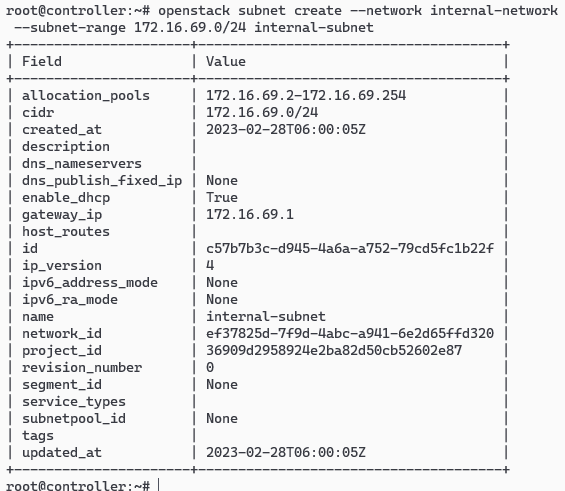 root@controller:~# openstack subnet create --network internal-network
 --subnet-range 172.16.69.0/24 internal-subnet
+----------------------+--------------------------------------+
| Field                | Value                                |
+----------------------+--------------------------------------+
| allocation_pools     | 172.16.69.2-172.16.69.254            |
| cidr                 | 172.16.69.0/24                       |
| created_at           | 2023-02-28T06:00:05Z                 |
| description          |                                      |
| dns_nameservers      |                                      |
| dns_publish_fixed_ip | None                                 |
| enable_dhcp          | True                                 |
| gateway_ip           | 172.16.69.1                          |
| host_routes          |                                      |
| id                   | c57b7b3c-d945-4a6a-a752-79cd5fc1b22f |
| ip_version           | 4                                    |
| ipv6_address_mode    | None                                 |
| ipv6_ra_mode         | None                                 |
| name                 | internal-subnet                      |
| network_id           | ef37825d-7f9d-4abc-a941-6e2d65ffd320 |
| project_id           | 36909d2958924e2ba82d50cb52602e87     |
| revision_number      | 0                                    |
| segment_id           | None                                 |
| service_types        |                                      |
| subnetpool_id        | None                                 |
| tags                 |                                      |
| updated_at           | 2023-02-28T06:00:05Z                 |
+----------------------+--------------------------------------+
root@controller:~#